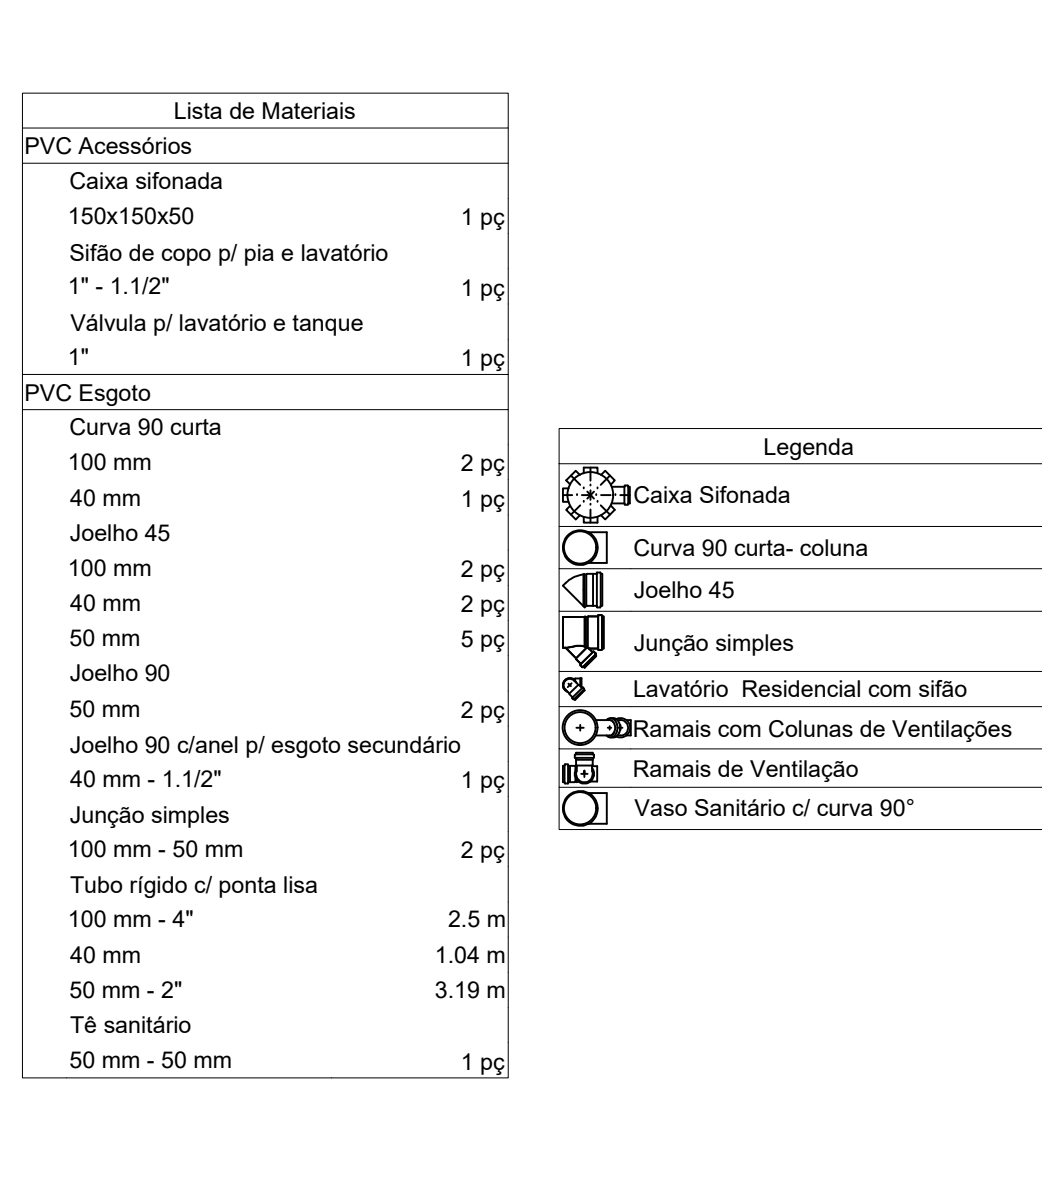 Lista de Materiais
PVC Acessórios
Caixa sifonada
150x150x50 1 pç
Sifão de copo p/ pia e lavatório
1" - 1.1/2" 1 pç
Válvula p/ lavatório e tanque
1" 1 pç
PVC Esgoto
Curva 90 curta
100 mm 2 pç
40 mm 1 pç
Joelho 45
100 mm 2 pç
40 mm 2 pç
50 mm 5 pç
Joelho 90
50 mm 2 pç
Joelho 90 c/anel p/ esgoto secundário
40 mm - 1.1/2" 1 pç
Junção simples
100 mm - 50 mm 2 pç
Tubo rígido c/ ponta lisa
100 mm - 4" 2.5 m
40 mm 1.04 m
50 mm - 2" 3.19 m
Tê sanitário
50 mm - 50 mm 1 pç
Legenda
Caixa Sifonada
Curva 90 curta- coluna
Joelho 45
Junção simples
Lavatório Residencial com sifão
Ramais com Colunas de Ventilações
Ramais de Ventilação
Vaso Sanitário c/ curva 90°